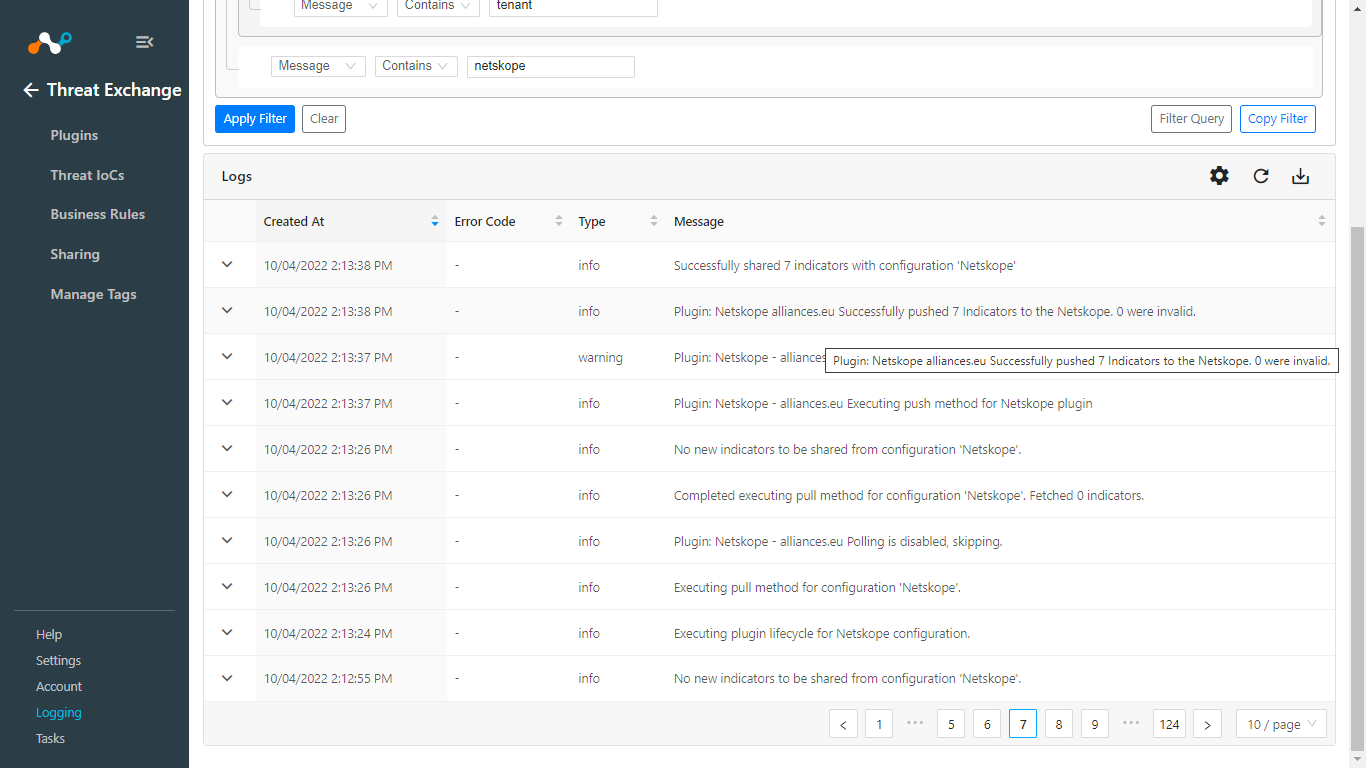 Message Contains tenant
Threat Exchange
Plugins
Threat IoCs
Business Rules
Sharing
Manage Tags
Help
Settings
Account
Logging
Tasks
Message Contains netskope
Apply Filter Clear Filter Query Copy Filter
Logs
Created At Error Code Type Message
10/04/2022 2:13:38 PM - info Successfully shared 7 indicators with configuration 'Netskope'
10/04/2022 2:13:38 PM - info Plugin: Netskope alliances.eu Successfully pushed 7 Indicators to the Netskope. 0 were invalid.
10/04/2022 2:13:37 PM - warning Plugin: Netskope - alliances
Plugin: Netskope alliances.eu Successfully pushed 7 Indicators to the Netskope. 0 were invalid.
10/04/2022 2:13:37 PM - info Plugin: Netskope - alliances.eu Executing push method for Netskope plugin
10/04/2022 2:13:26 PM - info No new indicators to be shared from configuration 'Netskope'.
10/04/2022 2:13:26 PM - info Completed executing pull method for configuration 'Netskope'. Fetched 0 indicators.
10/04/2022 2:13:26 PM - info Plugin: Netskope - alliances.eu Polling is disabled, skipping.
10/04/2022 2:13:26 PM - info Executing pull method for configuration 'Netskope'.
10/04/2022 2:13:24 PM - info Executing plugin lifecycle for Netskope configuration.
10/04/2022 2:12:55 PM - info No new indicators to be shared from configuration 'Netskope'.
< 1 ••• 5 6 7 8 9 ••• 124 > 10 / page